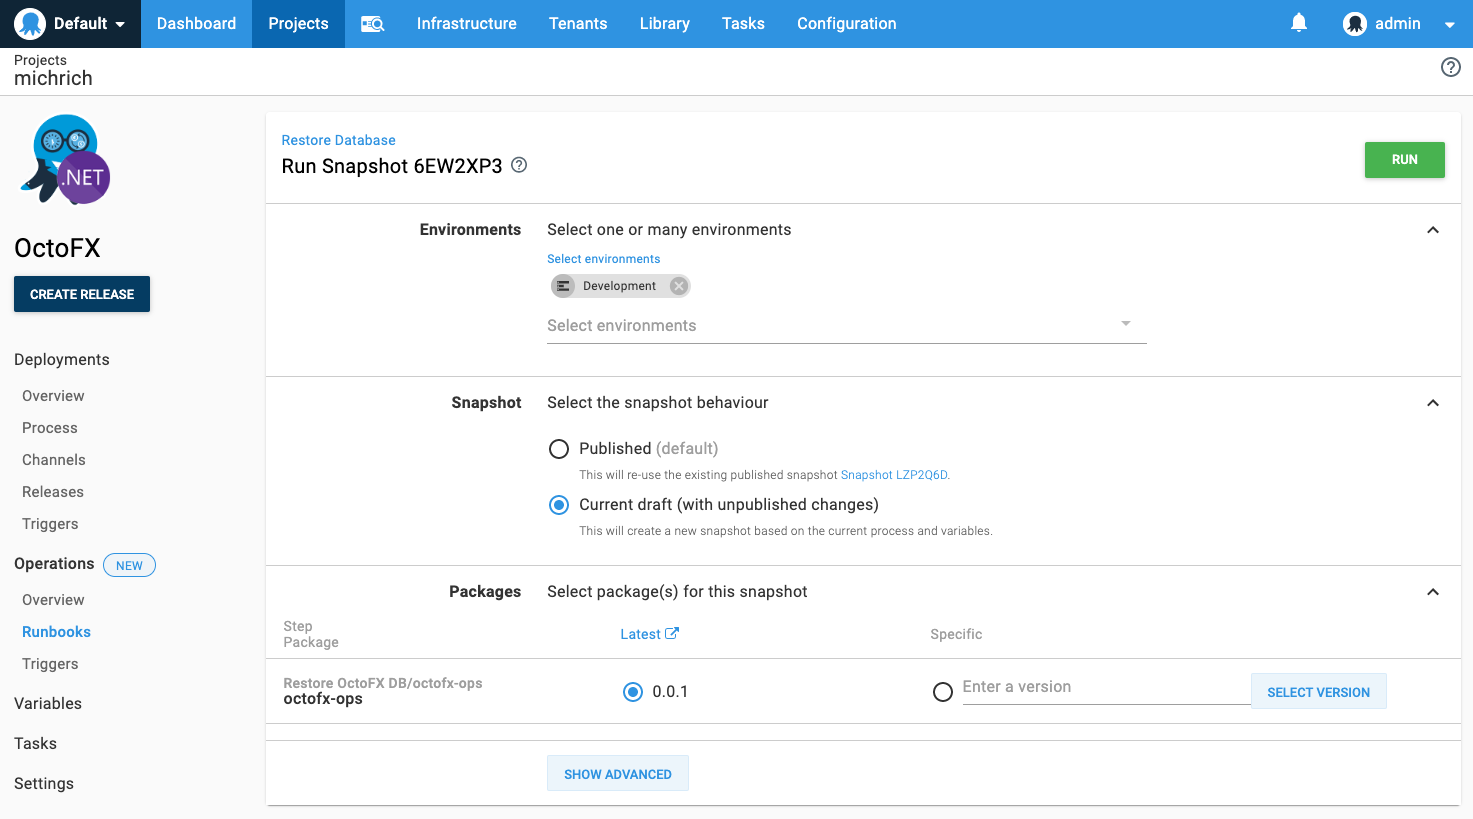 Default
Dashboard
Projects
Infrastructure
Tenants
Library
Tasks
Configuration
admin
Projects
michrich
.NET
OctoFX
CREATE RELEASE
Deployments
Overview
Process
Channels
Releases
Triggers
Operations NEW
Overview
Runbooks
Triggers
Variables
Tasks
Settings
Restore Database
Run Snapshot 6EW2XP3
RUN
Environments
Select one or many environments
Select environments
Development
Select environments
Snapshot
Select the snapshot behaviour
Published (default)
This will re-use the existing published snapshot Snapshot LZP2Q6D.
Current draft (with unpublished changes)
This will create a new snapshot based on the current process and variables.
Packages
Select package(s) for this snapshot
Step
Package
Latest
Specific
Restore OctoFX DB/octofx-ops
octofx-ops
0.0.1
Enter a version
SELECT VERSION
SHOW ADVANCED